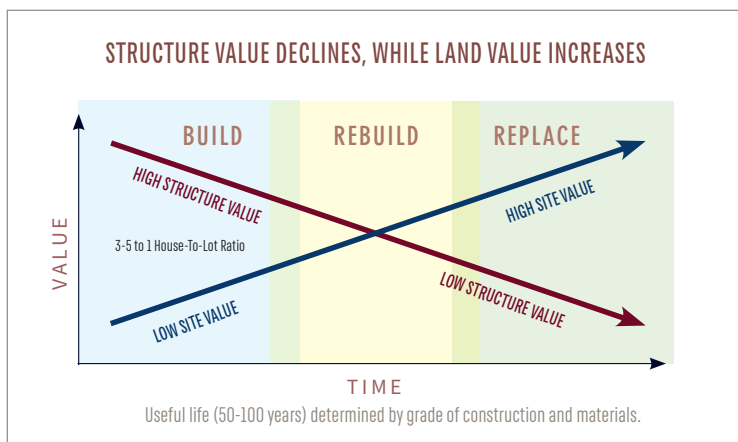 STRUCTURE VALUE DECLINES, WHILE LAND VALUE INCREASES
BUILD
REBUILD
REPLACE
HIGH STRUCTURE VALUE
HIGH SITE VALUE
3-5 to 1 House-To-Lot Ratio
VALUE
LOW SITE VALUE
LOW STRUCTURE VALUE
TIME
Useful life (50-100 years) determined by grade of construction and materials.